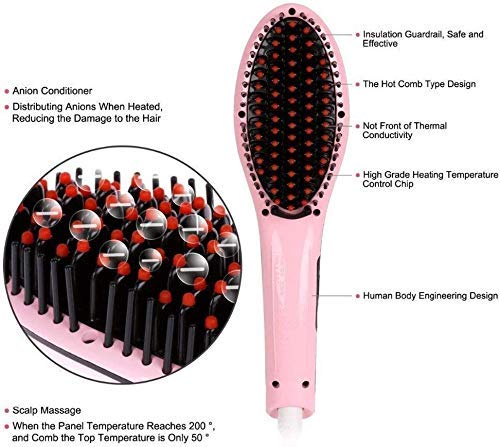 Insulation Guardrail, Safe and
Effective
Anion Conditioner
Distributing Anions When Heated,
Reducing the Damage to the Hair
The Hot Comb Type Design
Not Front of Thermal
Conductivity
High Grade Heating Temperature
Control Chip
Human Body Engineering Design
Scalp Massage
When the Panel Temperature Reaches 200 °,
and Comb the Top Temperature is Only 50 °